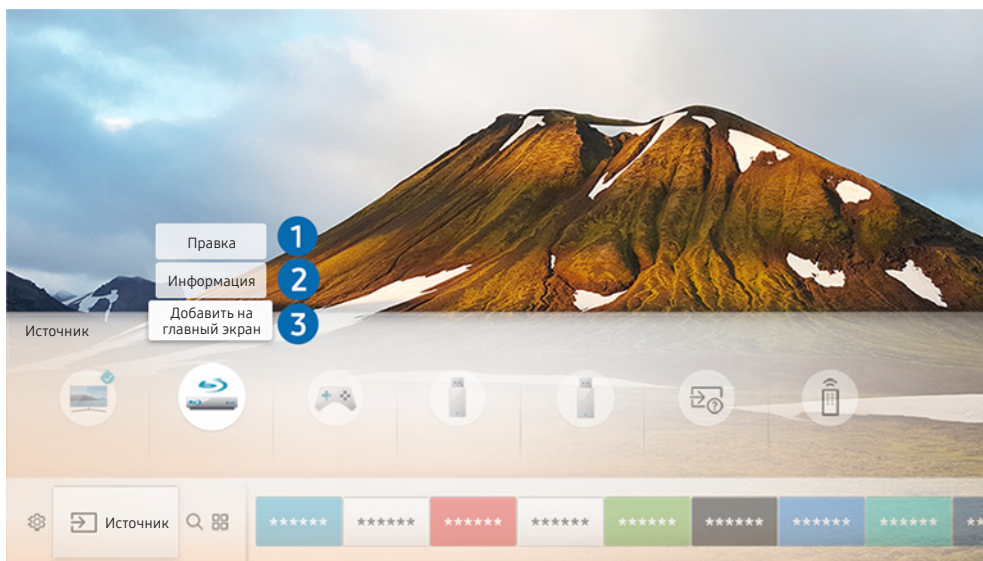 Правка
1
Информация
2
Добавить на
главный экран
3
Источник
Источник
******
******
******
******
******
******
******
******
**